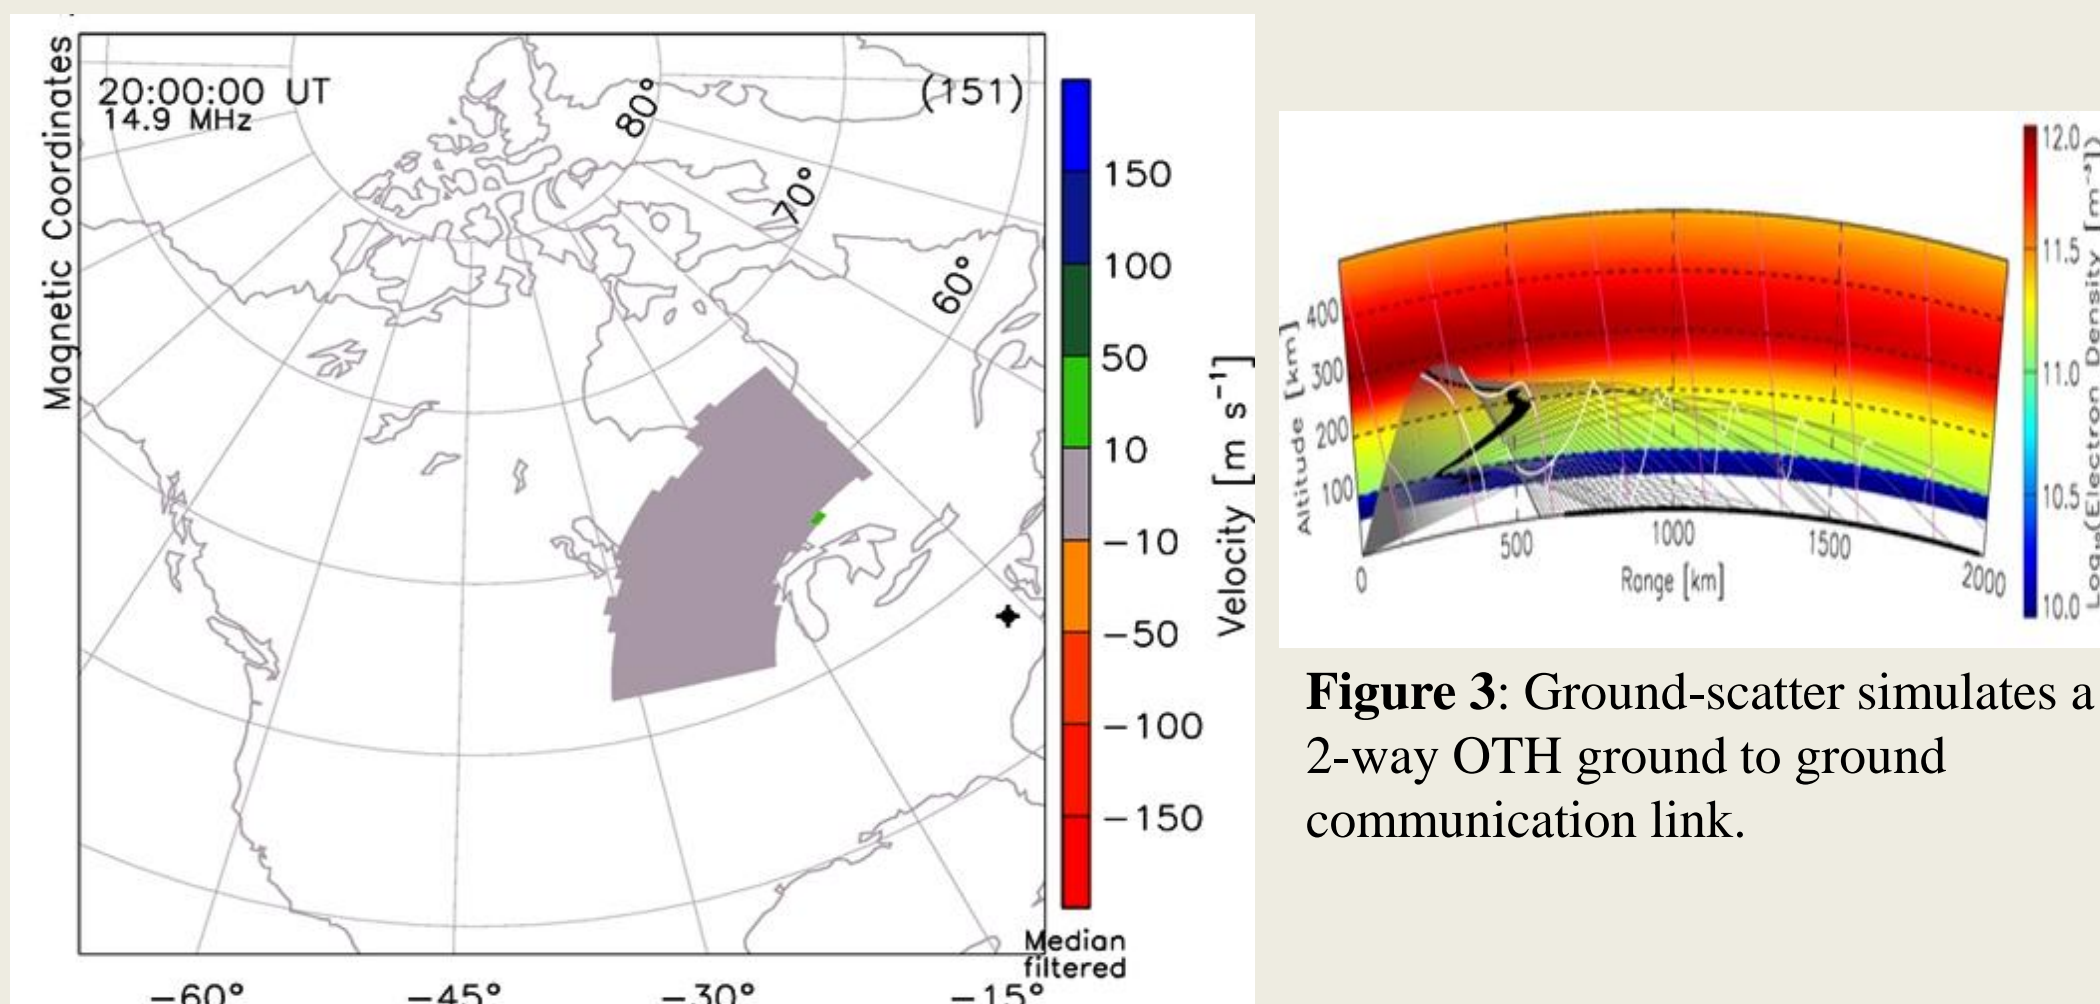 Magnetic Coordinates
20:00:00 UT
14.9 MHz
(151)
80°
70°
60°
150
100
50
10
−10
−50
−100
−150
Velocity [m s⁻¹]
Median
filtered
−60°
−45°
−30°
−15°
400
300
200
100
Altitude [km]
0
500
1000
1500
2000
Range [km]
12.0
11.5
11.0
10.5
10.0
Electron Density [m⁻³]
Figure 3: Ground-scatter simulates a
2-way OTH ground to ground
communication link.